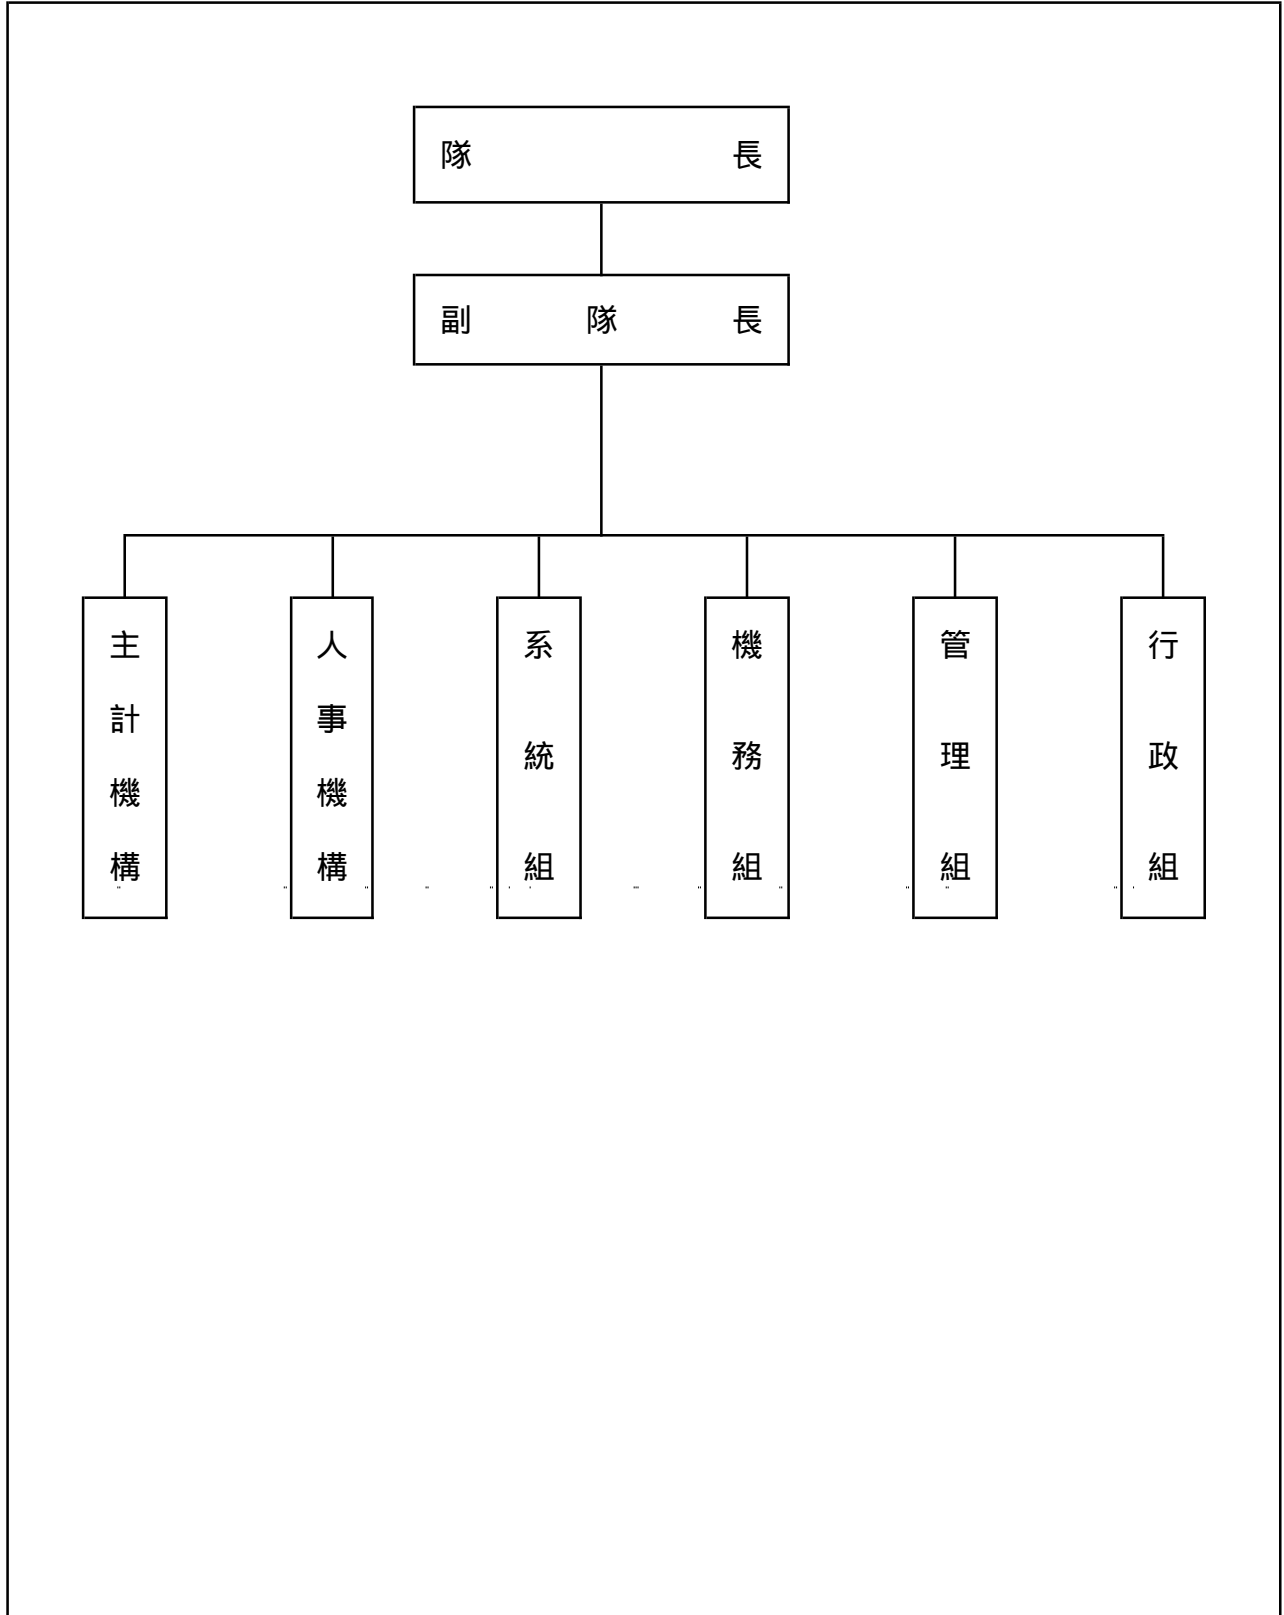 隊長
副隊長
主計機構
人事機構
系統組
機務組
管理組
行政組